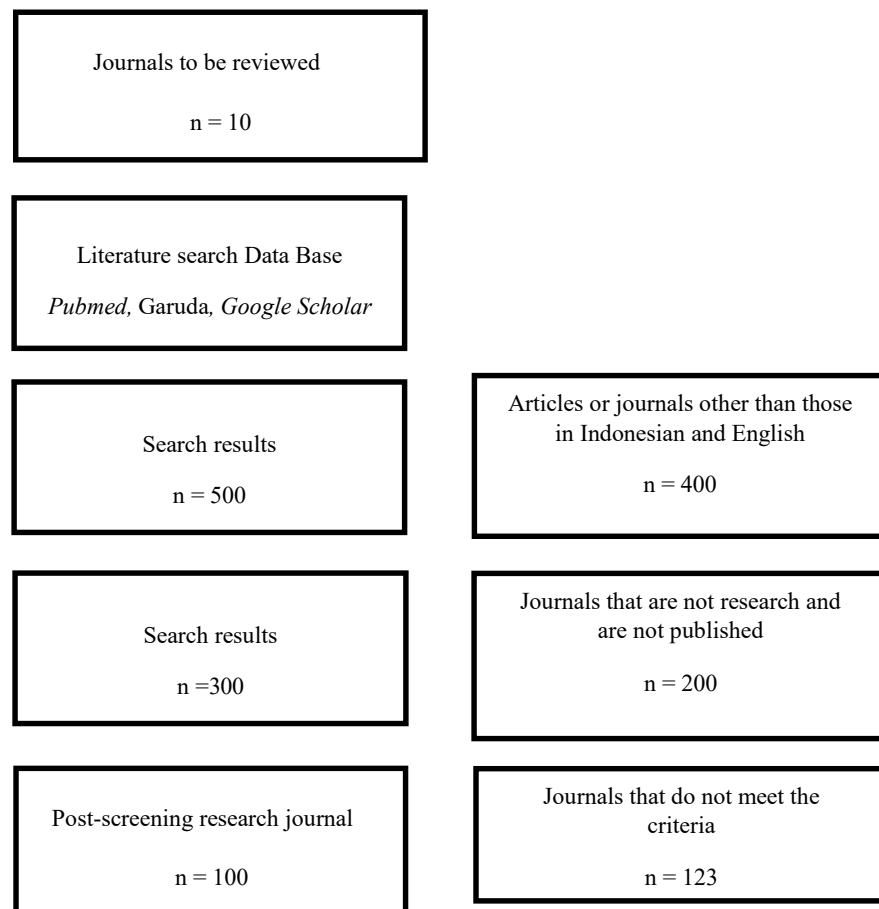 Journals to be reviewed
n = 10
Literature search Data Base
Pubmed, Garuda, Google Scholar
Search results
n = 500
Articles or journals other than those
in Indonesian and English
n = 400
Search results
n =300
Journals that are not research and
are not published
n = 200
Post-screening research journal
n = 100
Journals that do not meet the
criteria
n = 123